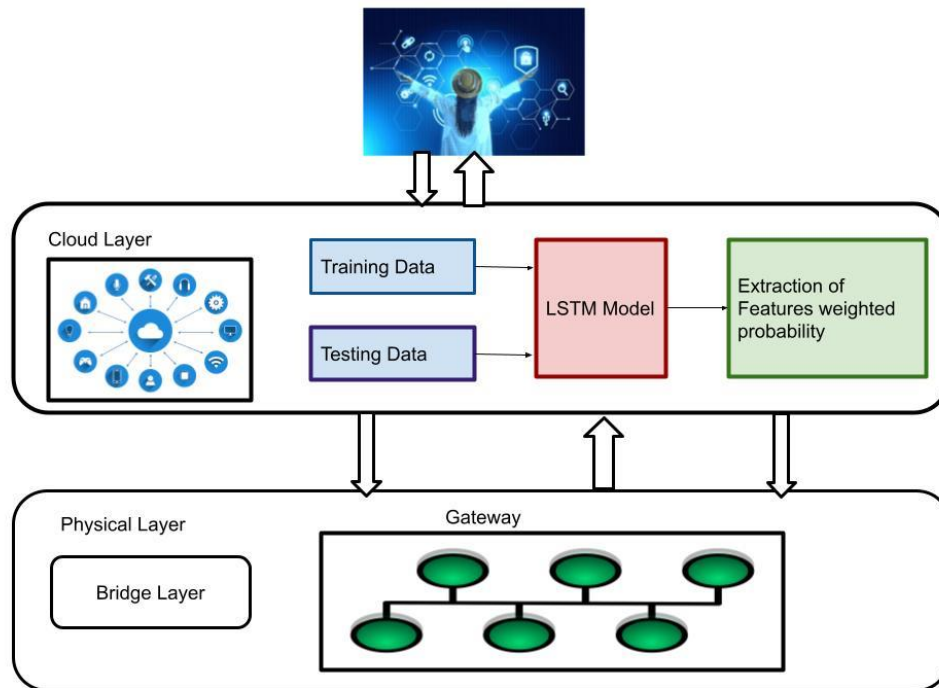 Cloud Layer
Training Data
Testing Data
LSTM Model
Extraction of
Features weighted
probability
Physical Layer
Gateway
Bridge Layer